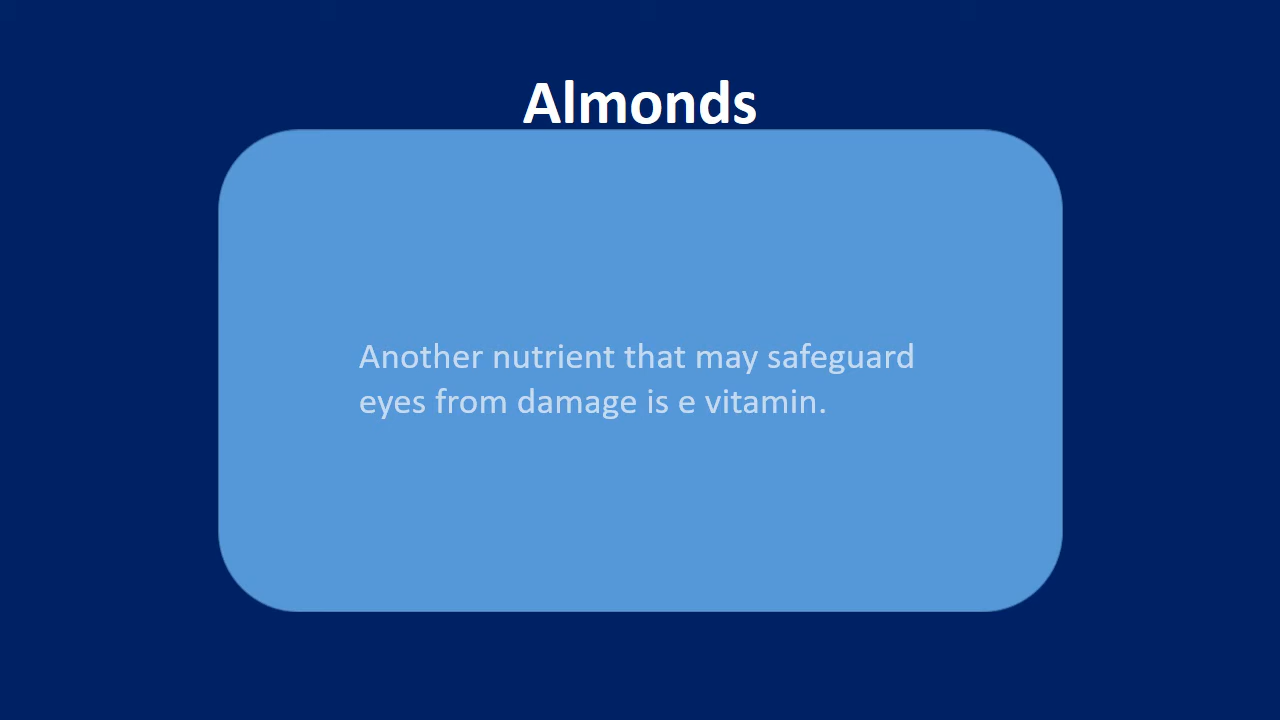 Almonds
Another nutrient that may safeguard
eyes from damage is e vitamin.